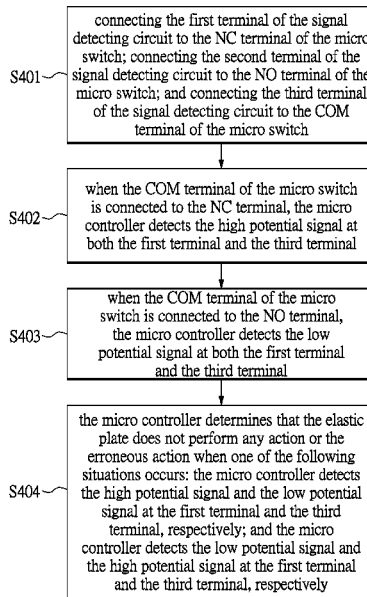 connecting the first terminal of the signal
detecting circuit to the NC terminal of the micro
switch; connecting the second terminal of the
signal detecting circuit to the NO terminal of the
micro switch; and connecting the third terminal
of the signal detecting circuit to the COM
terminal of the micro switch
S401
when the COM terminal of the micro switch
is connected to the NC terminal, the micro
controller detects the high potential signal at
both the first terminal and the third terminal
S402
when the COM terminal of the micro
switch is connected to the NO terminal,
the micro controller detects the low
potential signal at both the first terminal
and the third terminal
S403
the micro controller determines that the elastic
plate does not perform any action or the
erroneous action when one of the following
situations occurs: the micro controller detects
the high potential signal and the low potential
signal at the first terminal and the third
terminal, respectively; and the micro
controller detects the low potential signal and
the high potential signal at the first terminal
and the third terminal, respectively
S404